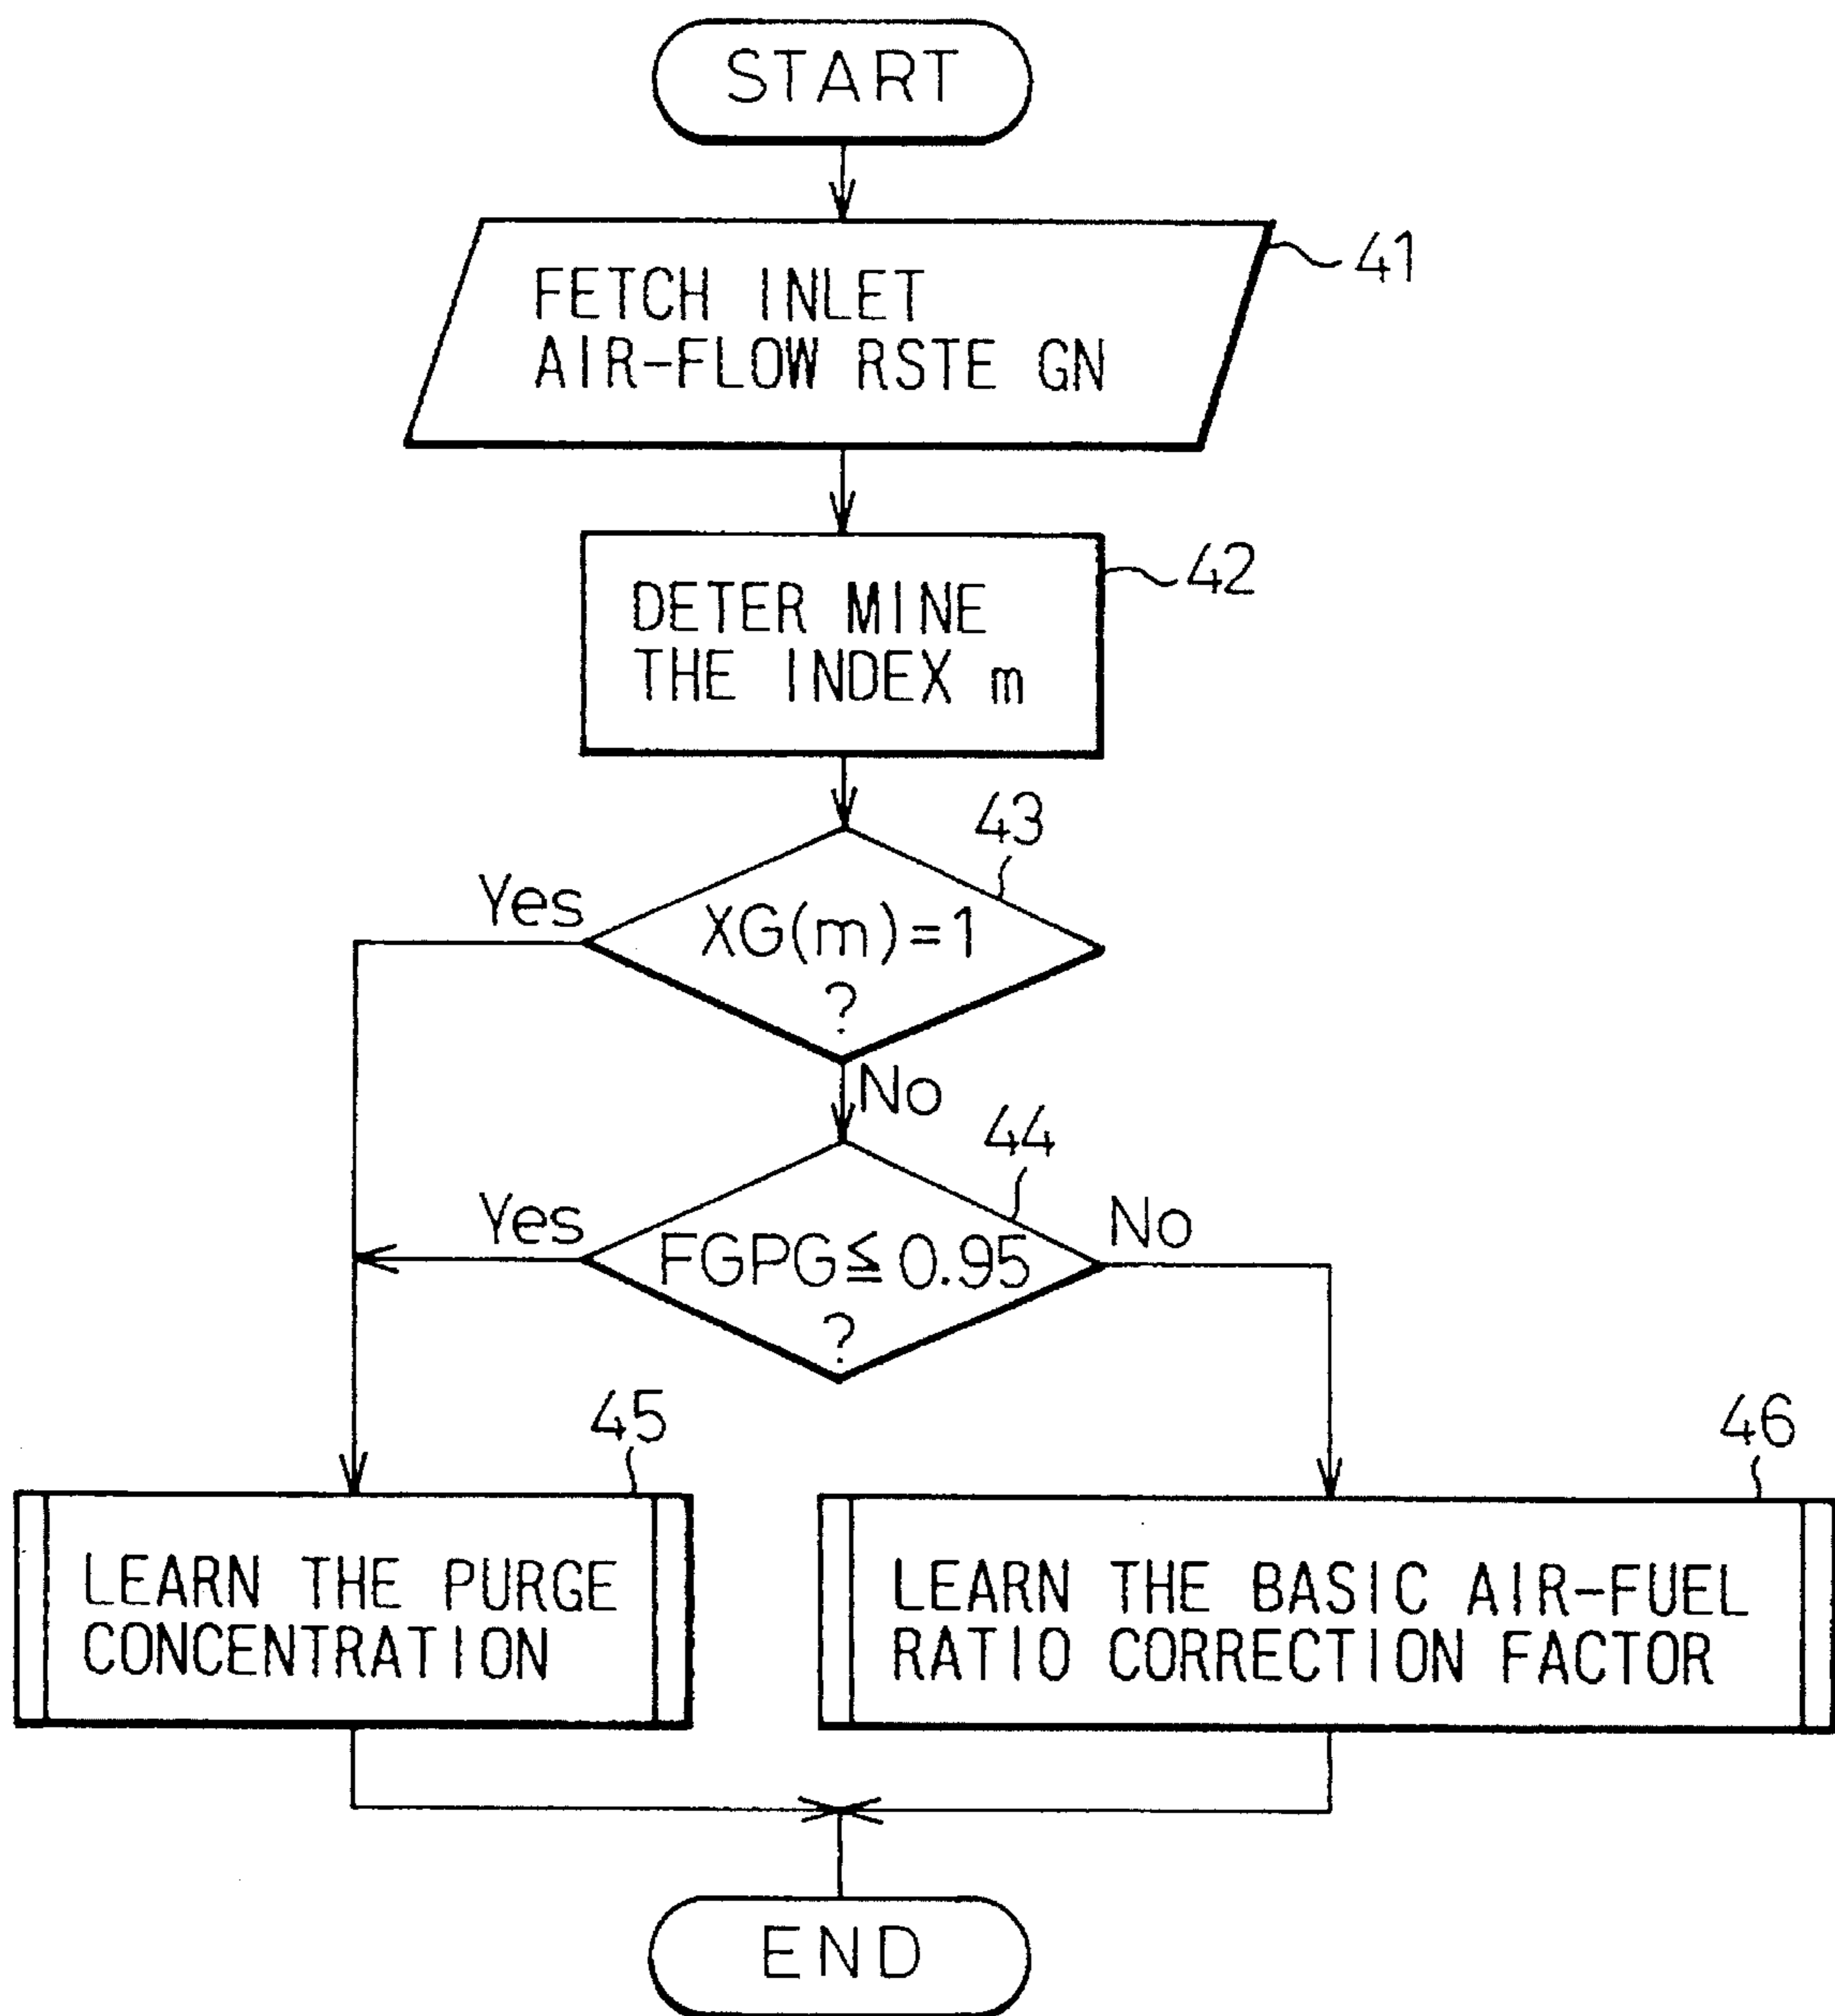 START
FETCH INLET
AIR-FLOW RSTE GN
41
DETER MINE
THE INDEX m
42
43
XG(m)=1
?
Yes
No
44
FGPG≦0.95
?
Yes
No
45
LEARN THE PURGE
CONCENTRATION
46
LEARN THE BASIC AIR-FUEL
RATIO CORRECTION FACTOR
END